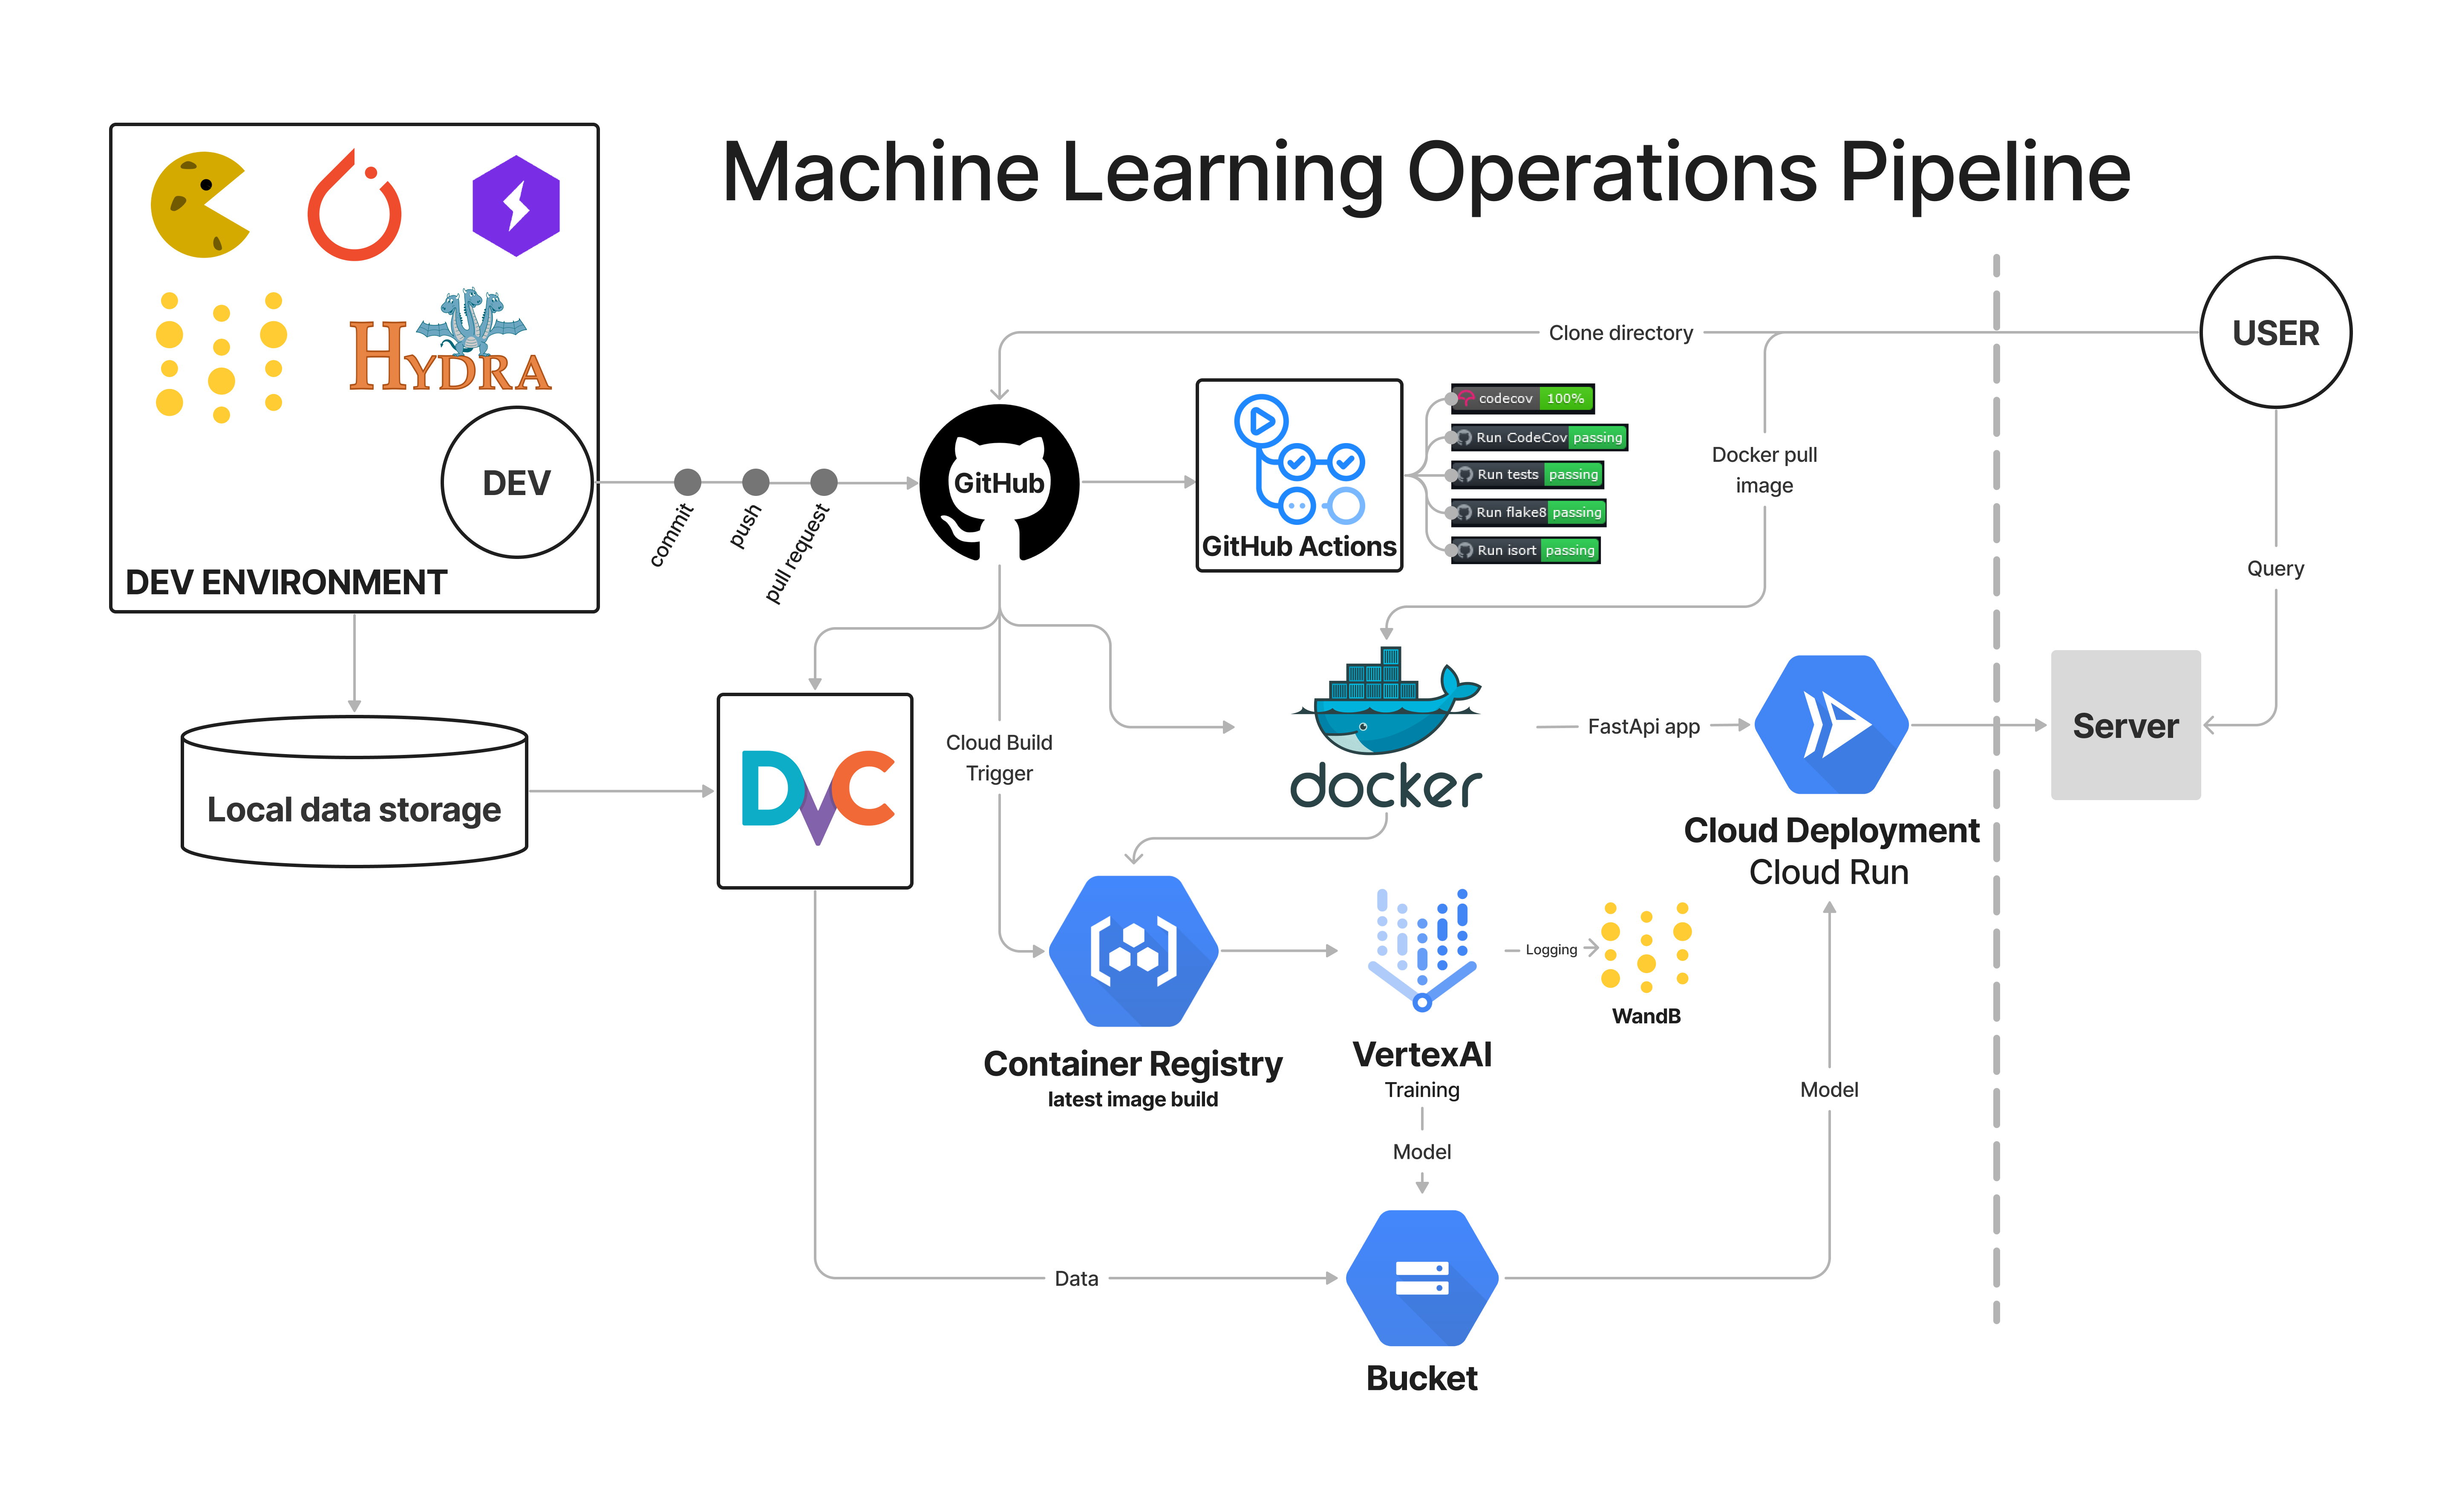 Machine Learning Operations Pipeline
HYDRA
DEV
DEV ENVIRONMENT
commit
push
pull request
GitHub
Clone directory
USER
GitHub Actions
codecov 100%
Run CodeCov passing
Run tests passing
Run flake8 passing
Run isort passing
Docker pull
image
Query
Local data storage
DVC
Cloud Build
Trigger
docker
FastApi app
Cloud Deployment
Cloud Run
Server
Container Registry
latest image build
VertexAI
Training
Logging
WandB
Model
Model
Data
Bucket